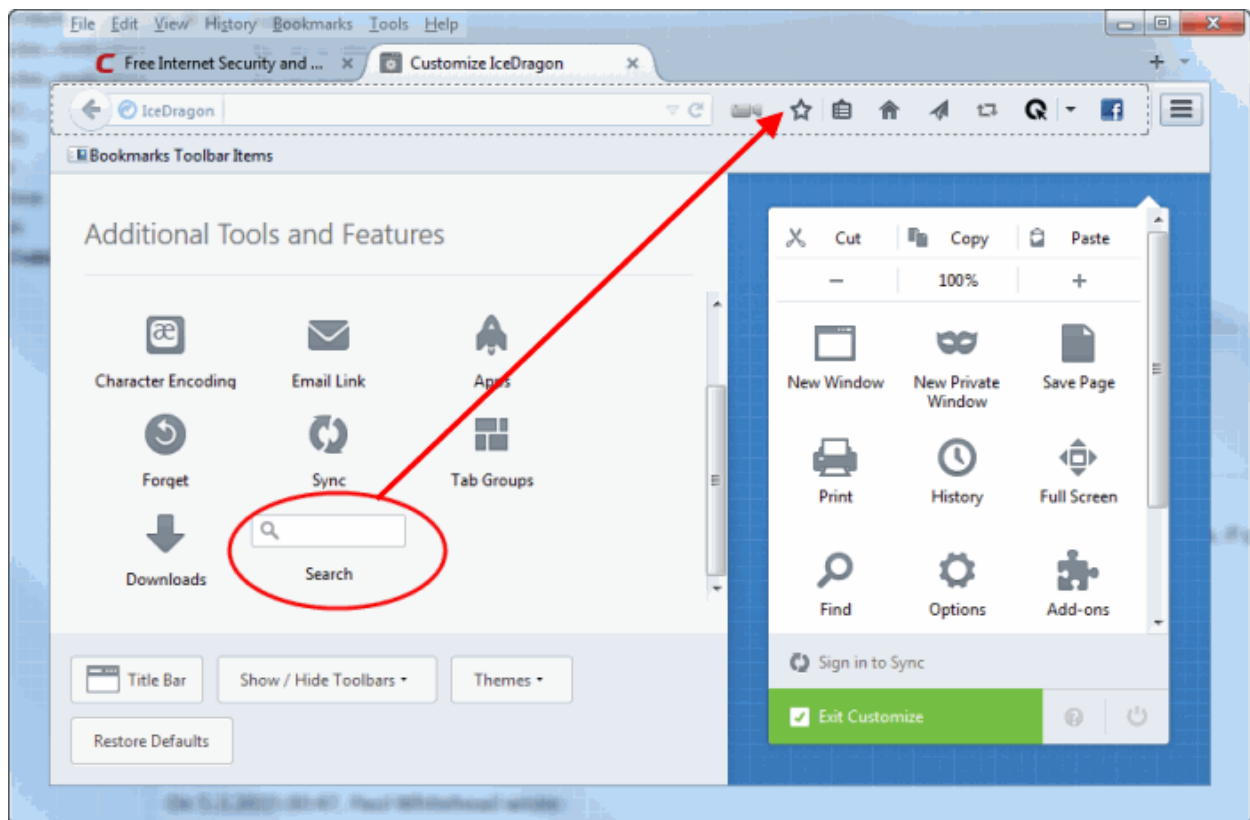 File Edit View History Bookmarks Tools Help
Free Internet Security and ... Customize IceDragon
IceDragon
Bookmarks Toolbar Items
Additional Tools and Features
Character Encoding Email Link Apps
Forget Sync Tab Groups
Downloads Search
Title Bar Show / Hide Toolbars Themes
Restore Defaults
Cut Copy Paste
− 100% +
New Window New Private Window Save Page
Print History Full Screen
Find Options Add-ons
Sign in to Sync
Exit Customize